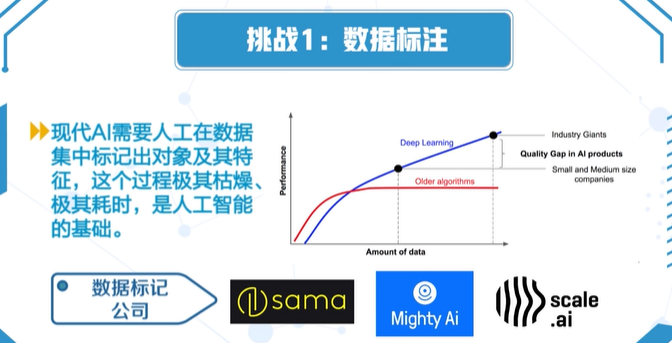 挑战1：数据标注
现代AI需要人工在数据
集中标记出对象及其特
征，这个过程极其枯燥、
极其耗时，是人工智能
的基础。
Performance
Deep Learning
Older algorithms
Amount of data
Industry Giants
Quality Gap in AI products
Small and Medium size
companies
数据标记
公司
sama
Mighty Ai
scale
.ai